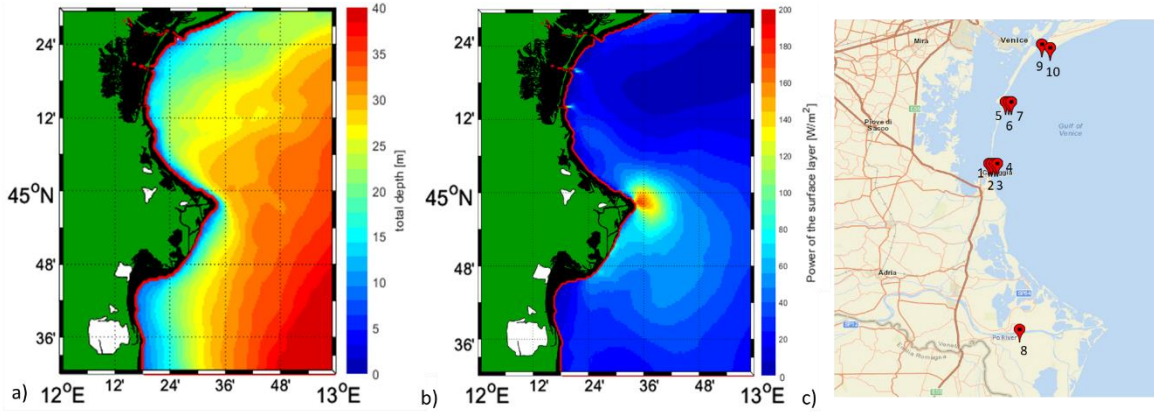 24'
12'
45°N
48'
36'
12°E
12'
24'
36'
48'
13°E
40
35
30
25
20
15
10
5
0
total depth [m]
a)
24'
12'
45°N
48'
36'
12°E
12'
24'
36'
48'
13°E
200
180
160
140
120
100
80
60
40
20
0
Power of the surface layer [W/m²]
b)
Mira
Venice
9
10
Piove di
Sacco
5
7
6
Gulf of
Venice
1
4
2
3
Adria
Po River
8
Emilia Romagna
c)